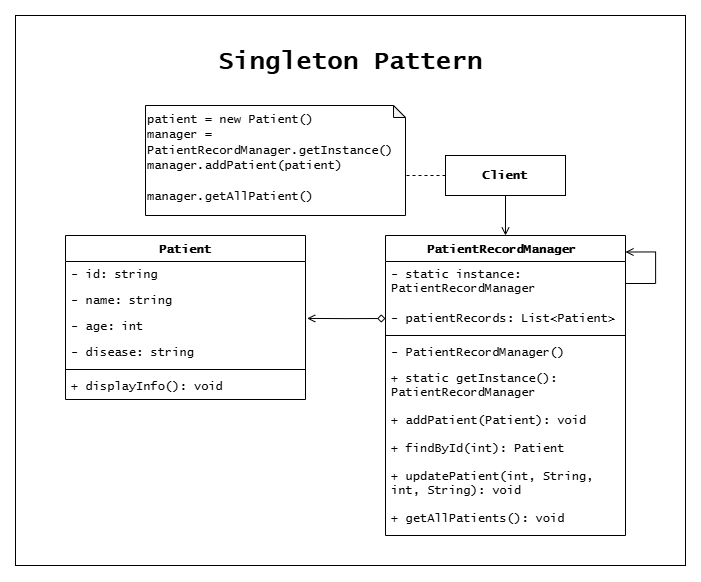 Singleton Pattern
patient = new Patient()
manager =
PatientRecordManager.getInstance()
manager.addPatient(patient)
manager.getAllPatient()
Client
Patient
- id: string
- name: string
- age: int
- disease: string
+ displayInfo(): void
PatientRecordManager
- static instance:
PatientRecordManager
- patientRecords: List<Patient>
- PatientRecordManager()
+ static getInstance():
PatientRecordManager
+ addPatient(Patient): void
+ findById(int): Patient
+ updatePatient(int, String,
int, String): void
+ getAllPatients(): void